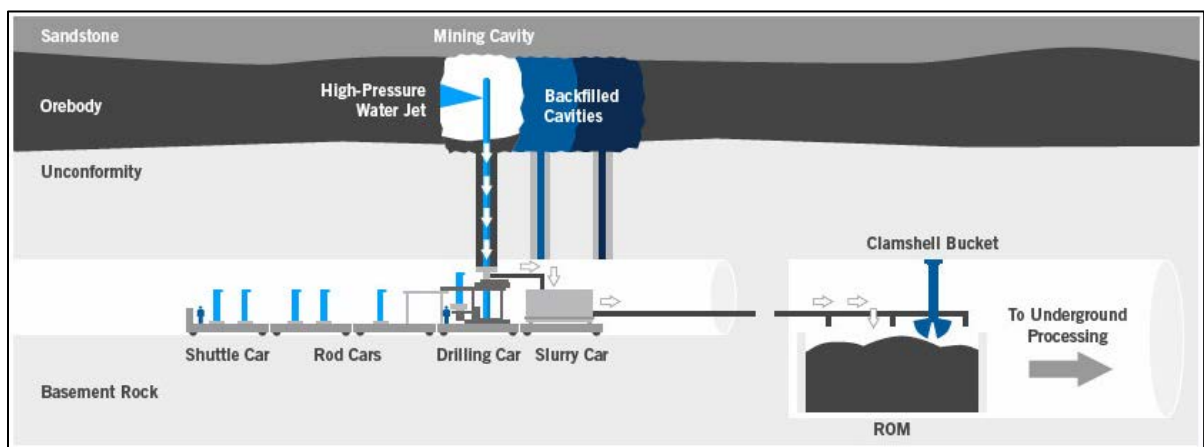 Sandstone
Mining Cavity
High-Pressure
Water Jet
Backfilled
Cavities
Orebody
Unconformity
Clamshell Bucket
To Underground
Processing
Shuttle Car
Rod Cars
Drilling Car
Slurry Car
Basement Rock
ROM